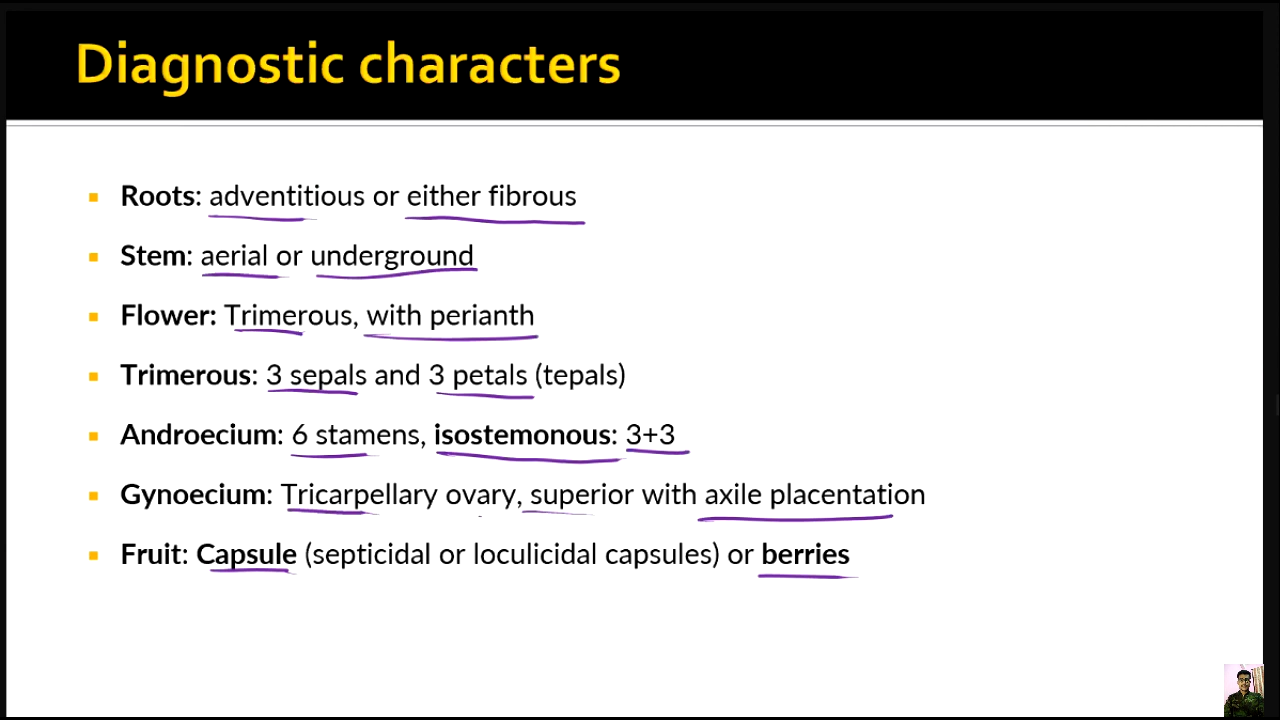 Diagnostic characters
Roots: adventitious or either fibrous
Stem: aerial or underground
Flower: Trimerous, with perianth
Trimerous: 3 sepals and 3 petals (tepals)
Androecium: 6 stamens, isostemonous: 3+3
Gynoecium: Tricarpellary ovary, superior with axile placentation
Fruit: Capsule (septicidal or loculicidal capsules) or berries